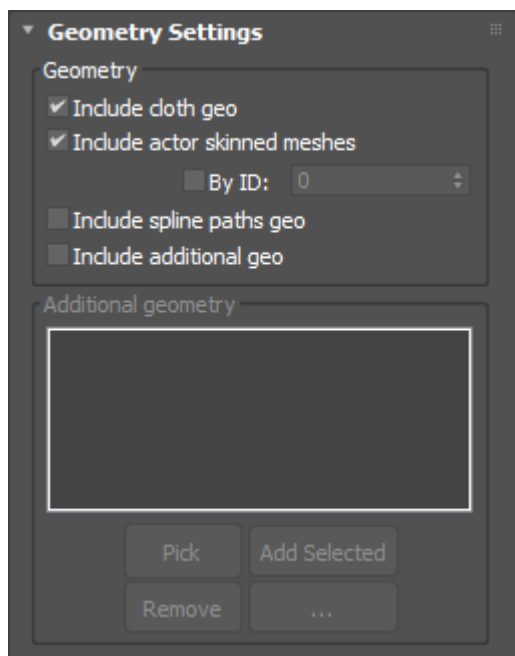 Geometry Settings
Geometry
Include cloth geo
Include actor skinned meshes
By ID: 0
Include spline paths geo
Include additional geo
Additional geometry
Pick Add Selected
Remove ...